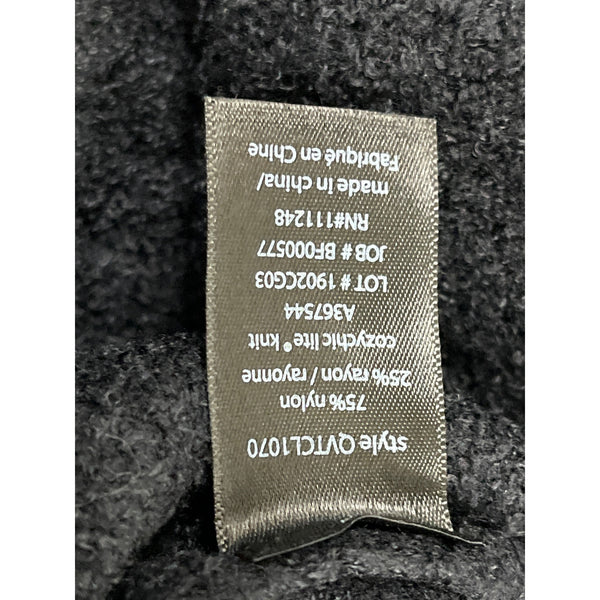 style QVTCL1070
75% nylon
25% rayon / rayonne
cozychic lite® knit
A367544
LOT # 1902CG03
JOB # BF000577
RN#111248
made in china/
Fabriqué en Chine